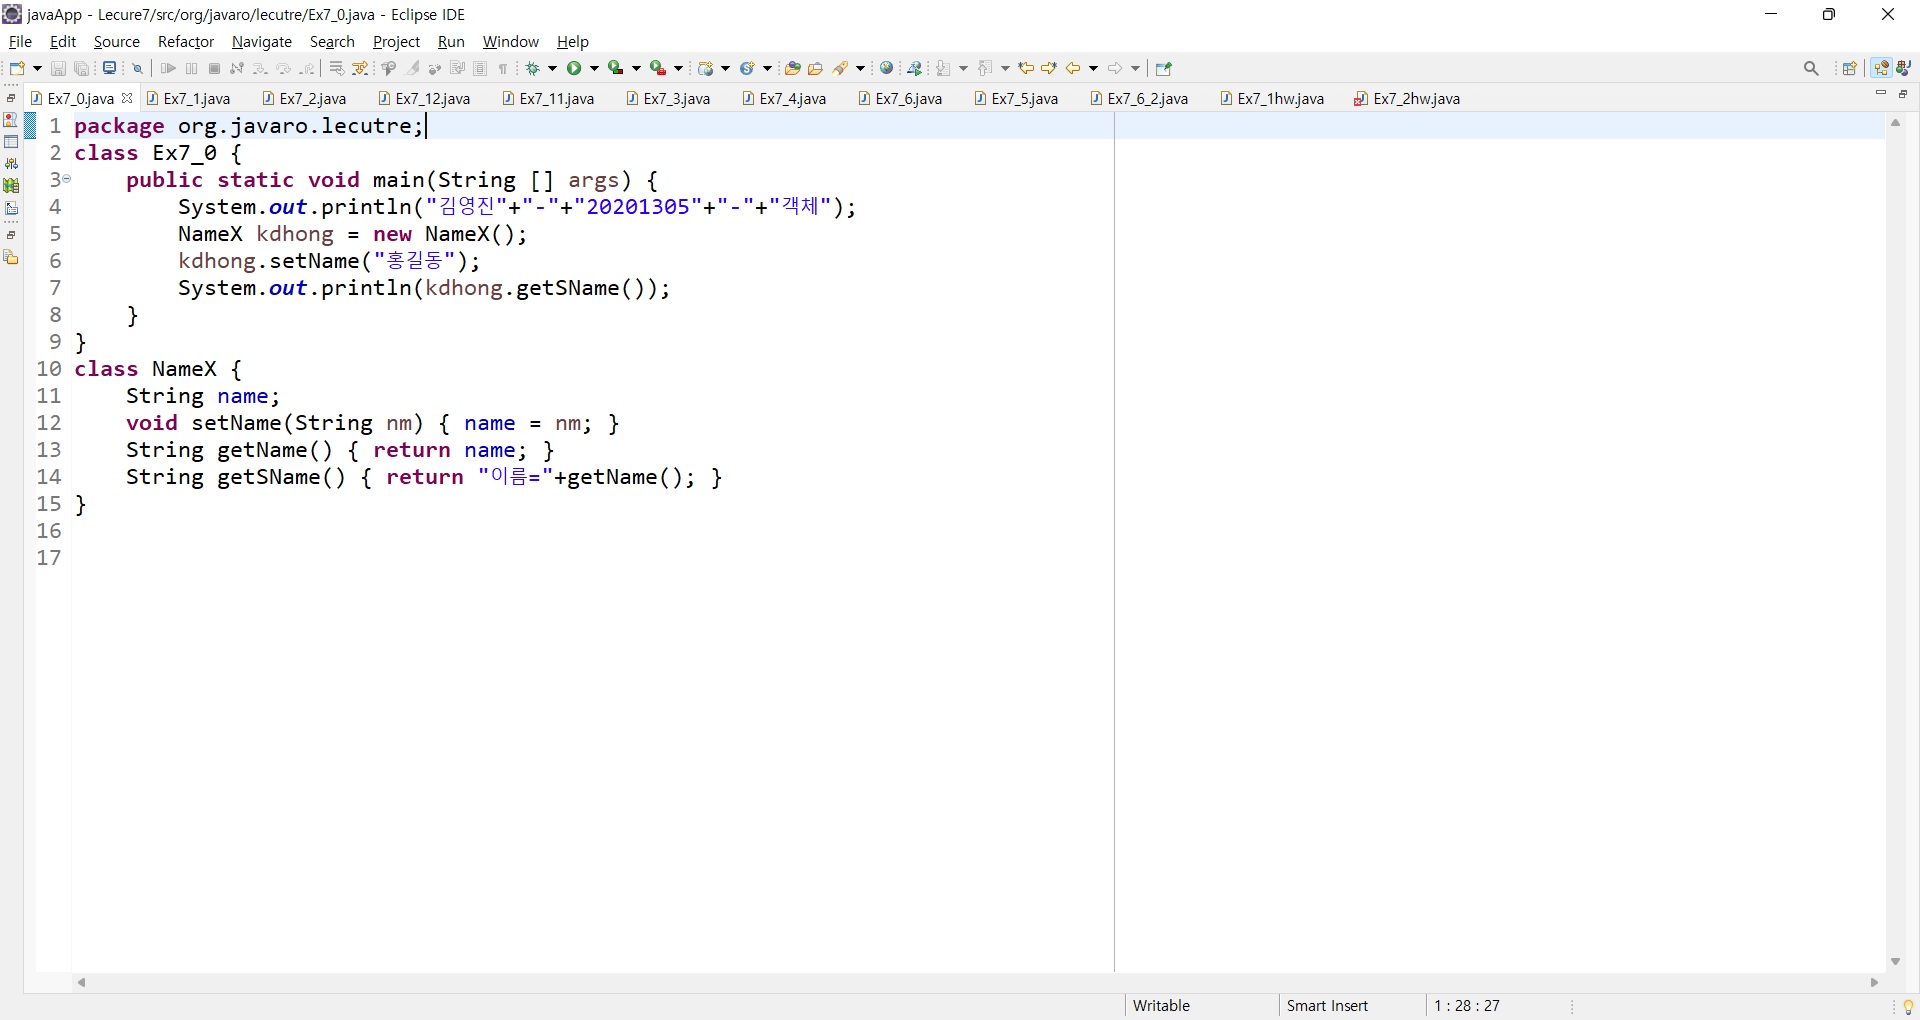 javaApp - Lecure7/src/org/javaro/lecutre/Ex7_0.java - Eclipse IDE
File Edit Source Refactor Navigate Search Project Run Window Help
Ex7_0.java Ex7_1.java Ex7_2.java Ex7_12.java Ex7_11.java Ex7_3.java Ex7_4.java Ex7_6.java Ex7_5.java Ex7_6_2.java Ex7_1hw.java Ex7_2hw.java
1 package org.javaro.lecutre;
2 class Ex7_0 {
3 public static void main(String [] args) {
4 System.out.println("김영진"+"-"+"20201305"+"-"+"객체");
5 NameX kdhong = new NameX();
6 kdhong.setName("홍길동");
7 System.out.println(kdhong.getSName());
8 }
9 }
10 class NameX {
11 String name;
12 void setName(String nm) { name = nm; }
13 String getName() { return name; }
14 String getSName() { return "이름="+getName(); }
15 }
16
17
Writable Smart Insert 1 : 28 : 27